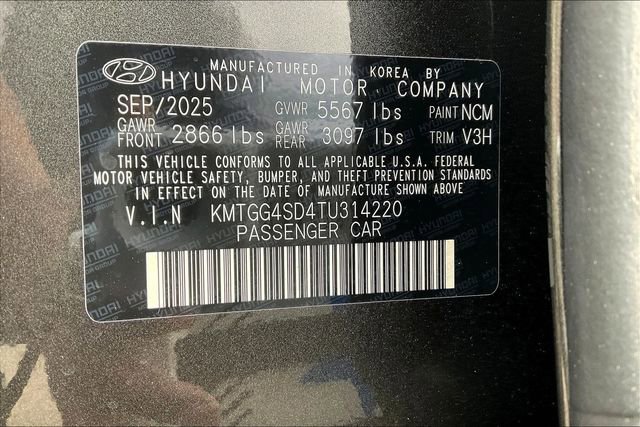 MANUFACTURED IN KOREA BY
HYUNDAI MOTOR COMPANY
SEP/2025 GVWR 5567 lbs PAINT NCM
GAWR FRONT 2866 lbs GAWR REAR 3097 lbs TRIM V3H
THIS VEHICLE CONFORMS TO ALL APPLICABLE U.S.A. FEDERAL
MOTOR VEHICLE SAFETY, BUMPER, AND THEFT PREVENTION STANDARDS
IN EFFECT ON THE DATE OF MANUFACTURE SHOWN ABOVE
V.I.N KMTGG4SD4TU314220
PASSENGER CAR